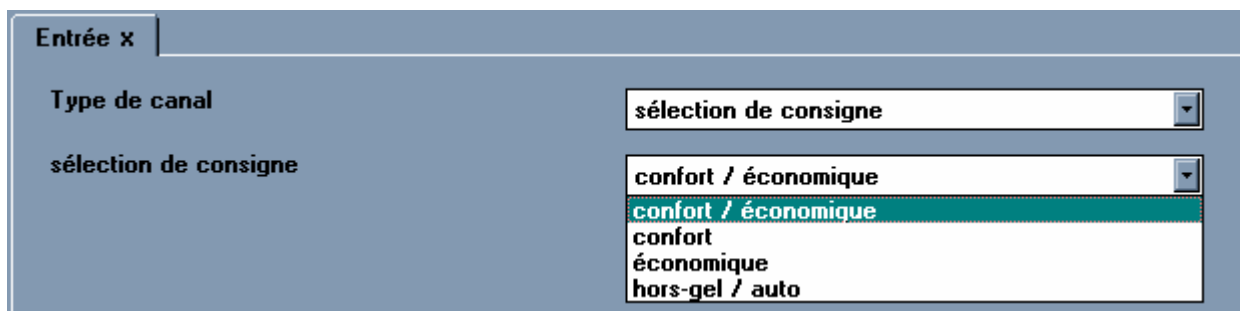 Entrée x
Type de canal
sélection de consigne
sélection de consigne
confort / économique
confort / économique
confort
économique
hors-gel / auto